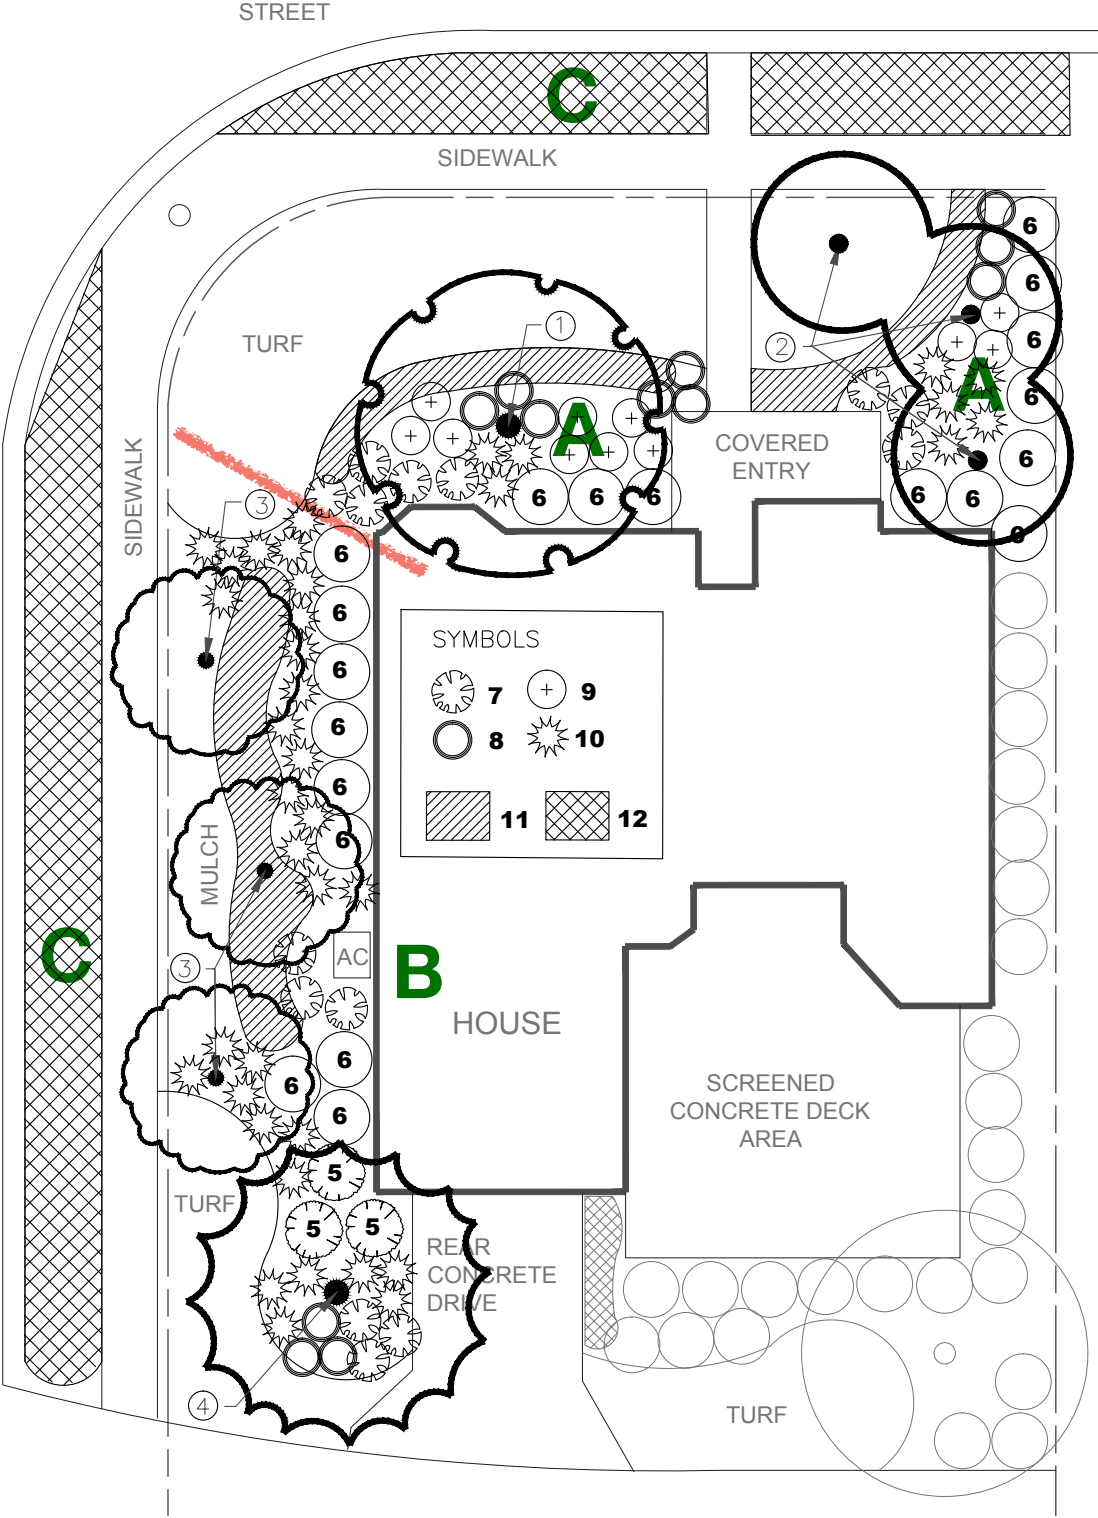 STREET
C
SIDEWALK
6
6
1
TURF
2
6
A
6
A
COVERED
ENTRY
SIDEWALK
6
6
6
6
6
6
3
6
6
SYMBOLS
6
7
9
6
8
10
6
11
12
6
MULCH
C
AC
B
3
HOUSE
6
6
SCREENED
CONCRETE DECK
AREA
6
5
TURF
5
5
REAR
CONCRETE
DRIVE
4
TURF